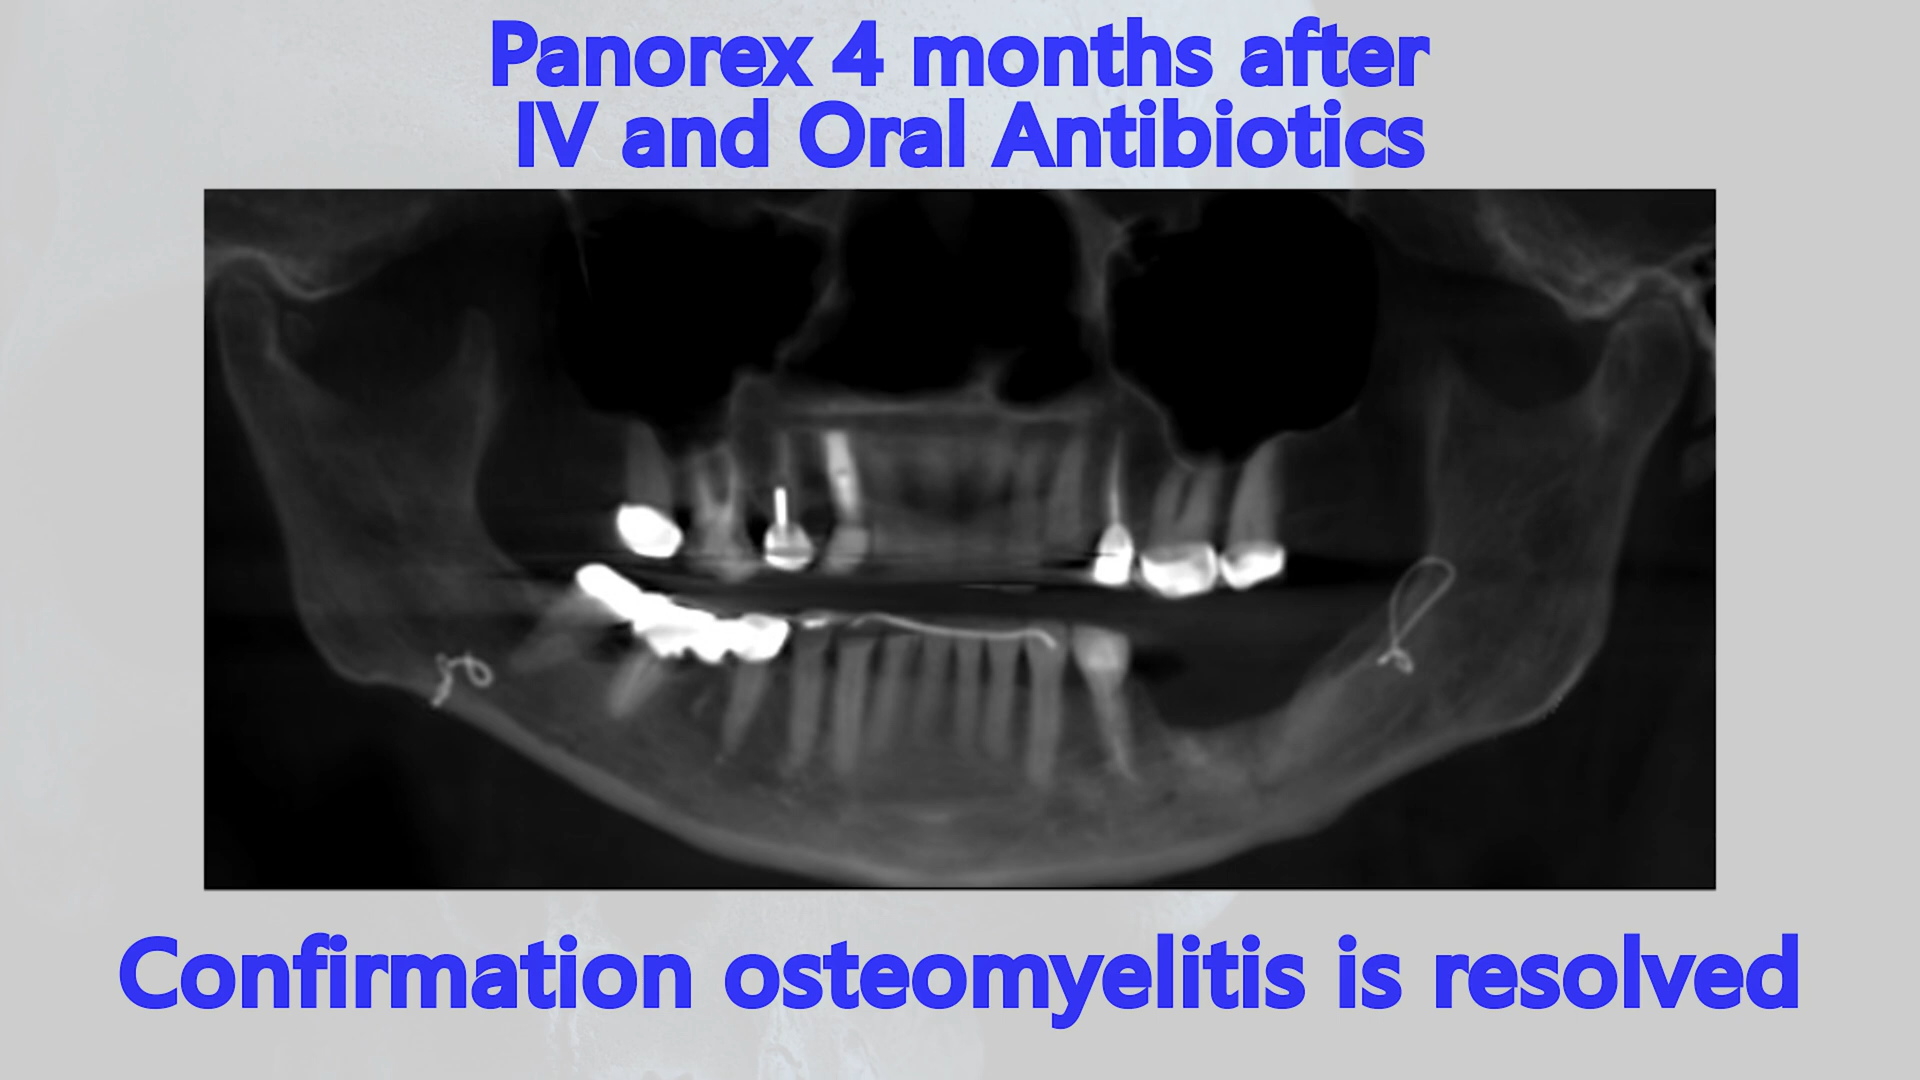 Panorex 4 months after
IV and Oral Antibiotics
Confirmation osteomyelitis is resolved